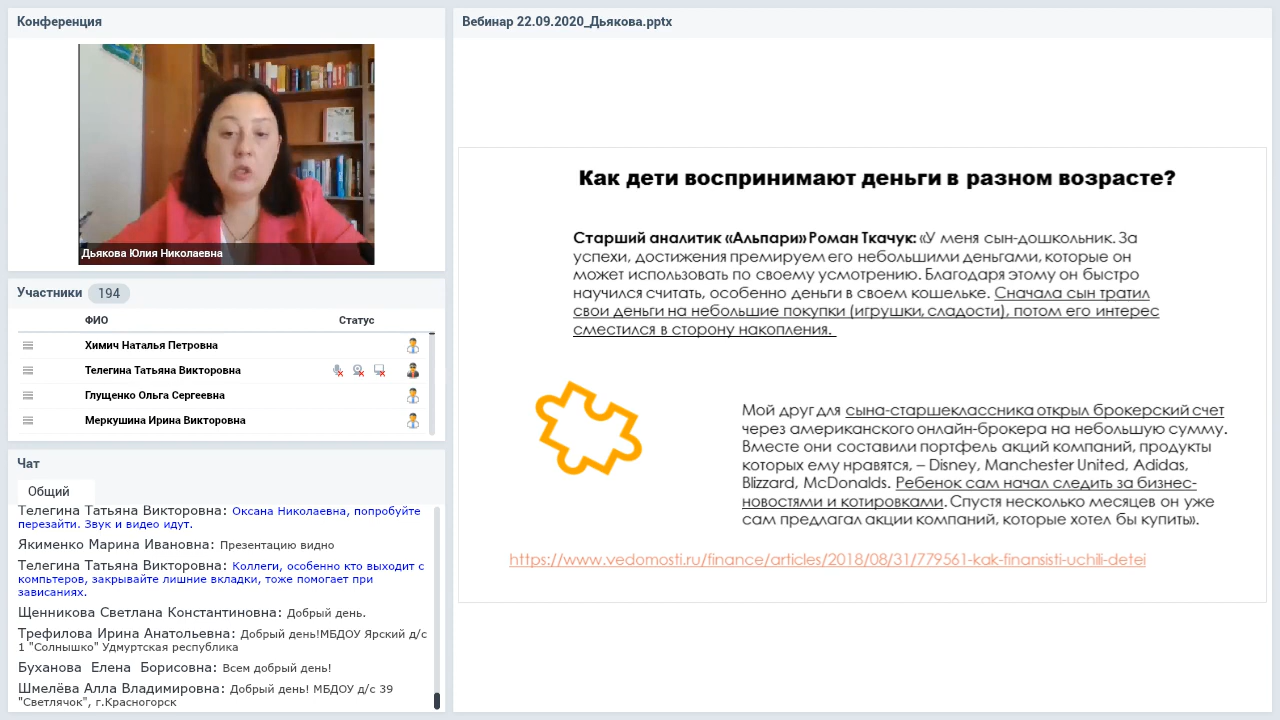 Конференция
Дьякова Юлия Николаевна
Участники 194
ФИО Статус
Химич Наталья Петровна
Телегина Татьяна Викторовна
Глущенко Ольга Сергеевна
Меркушина Ирина Викторовна
Чат
Общий
Телегина Татьяна Викторовна: Оксана Николаевна, попробуйте
перезайти. Звук и видео идут.
Якименко Марина Ивановна: Презентацию видно
Телегина Татьяна Викторовна: Коллеги, особенно кто выходит с
компьтеров, закрывайте лишние вкладки, тоже помогает при
зависаниях.
Щенникова Светлана Константиновна: Добрый день.
Трефилова Ирина Анатольевна: Добрый день!МБДОУ Ярский д/с
1 "Солнышко" Удмуртская республика
Буханова Елена Борисовна: Всем добрый день!
Шмелёва Алла Владимировна: Добрый день! МБДОУ д/с 39
"Светлячок", г.Красногорск
Вебинар 22.09.2020_Дьякова.pptx
Как дети воспринимают деньги в разном возрасте?
Старший аналитик «Альпари» Роман Ткачук: «У меня сын-дошкольник. За
успехи, достижения премируем его небольшими деньгами, которые он
может использовать по своему усмотрению. Благодаря этому он быстро
научился считать, особенно деньги в своем кошельке. Сначала сын тратил
свои деньги на небольшие покупки (игрушки, сладости), потом его интерес
сместился в сторону накопления.
Мой друг для сына-старшеклассника открыл брокерский счет
через американского онлайн-брокера на небольшую сумму.
Вместе они составили портфель акций компаний, продукты
которых ему нравятся, – Disney, Manchester United, Adidas,
Blizzard, McDonalds. Ребенок сам начал следить за бизнес-
новостями и котировками. Спустя несколько месяцев он уже
сам предлагал акции компаний, которые хотел бы купить».
https://www.vedomosti.ru/finance/articles/2018/08/31/779561-kak-finansisti-uchili-detei